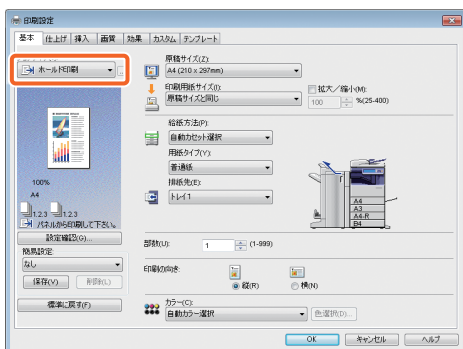 印刷設定
基本 仕上げ 挿入 画質 効果 カスタム テンプレート
ホールド印刷
100%
A4
1.2.3 1.2.3
パネルから印刷して下さい。
設定確認(G)...
簡易設定:
なし
保存(V) 削除(L)
標準に戻す(F)
原稿サイズ(Z):
A4 (210 x 297mm)
印刷用紙サイズ(I):
原稿サイズと同じ
拡大/縮小(M):
100 %(25-400)
給紙方法(P):
自動カセット選択
用紙タイプ(Y):
普通紙
排紙先(E):
トレイ1
A4
A3
A4-R
B4
部数(U): 1 (1-999)
印刷の向き:
縦(R) 横(N)
カラー(C):
自動カラー選択
色選択(D)...
OK キャンセル ヘルプ